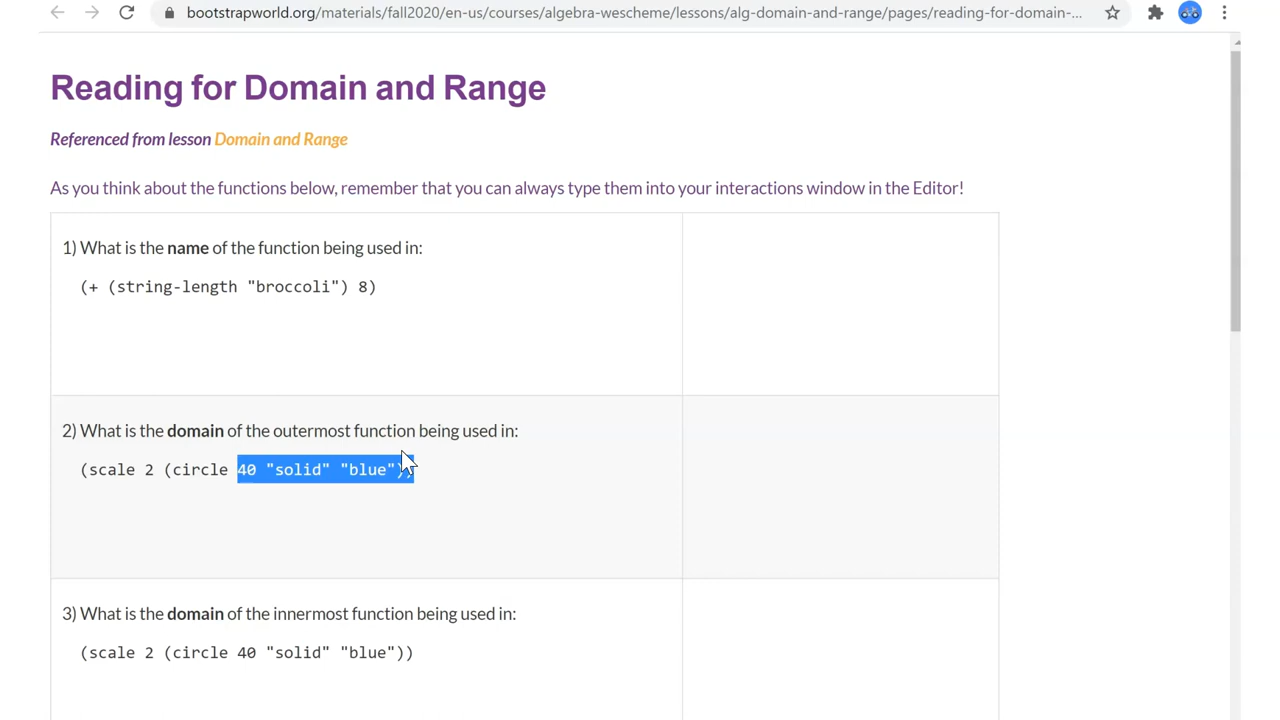 bootstrapworld.org/materials/fall2020/en-us/courses/algebra-wescheme/lessons/alg-domain-and-range/pages/reading-for-domain-...
Reading for Domain and Range
Referenced from lesson Domain and Range
As you think about the functions below, remember that you can always type them into your interactions window in the Editor!
1) What is the name of the function being used in:
(+ (string-length "broccoli") 8)
2) What is the domain of the outermost function being used in:
(scale 2 (circle 40 "solid" "blue"))
3) What is the domain of the innermost function being used in:
(scale 2 (circle 40 "solid" "blue"))